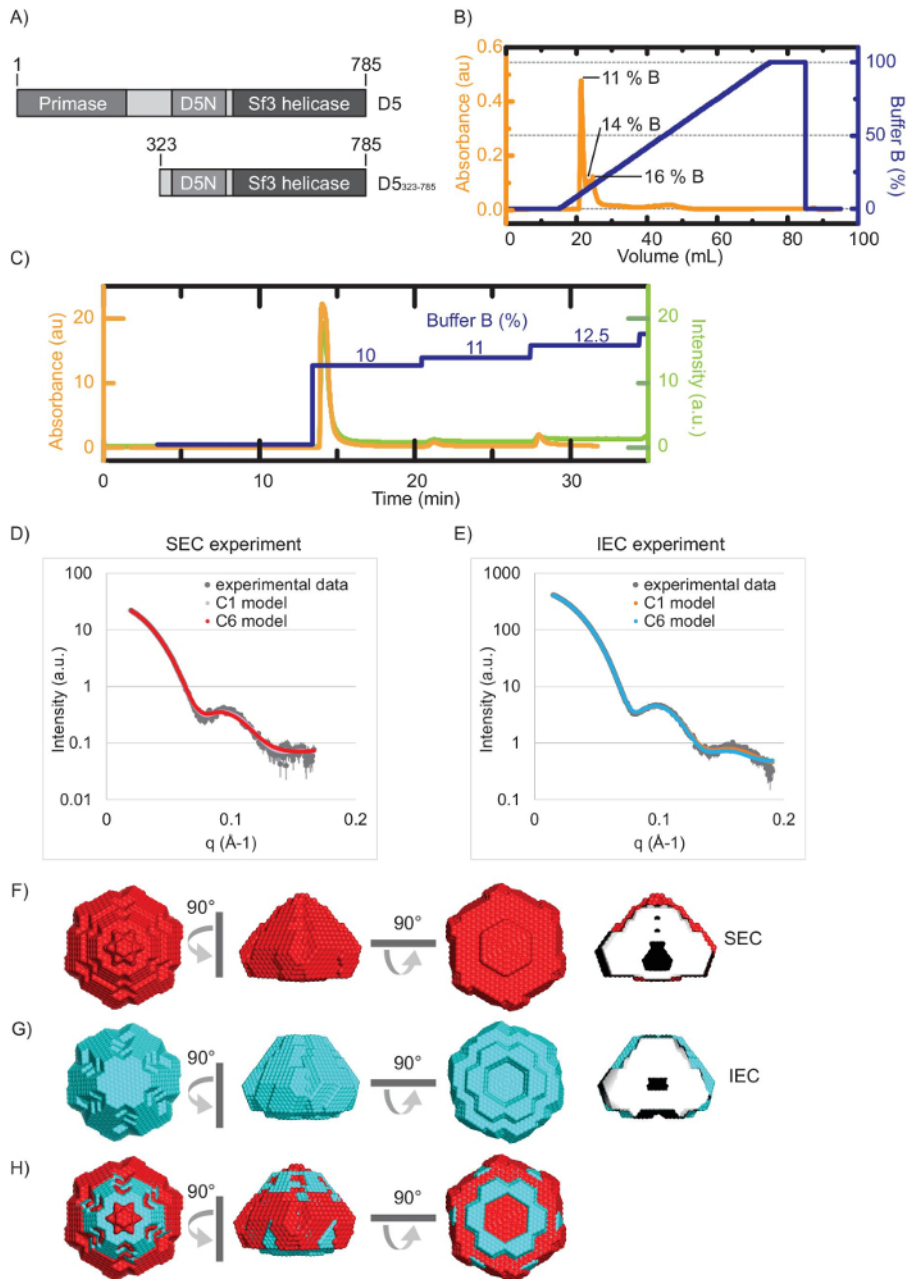 A)
1 785
Primase D5N Sf3 helicase D5
323 785
D5N Sf3 helicase D5323-785
B)
0.6
0.4
0.2
0.0
Absorbance (au)
11 % B
14 % B
16 % B
100
50
0
Buffer B (%)
0 20 40 60 80 100
Volume (mL)
C)
20
10
0
Absorbance (au)
Buffer B (%)
10 11 12.5
20
10
0
Intensity (a.u.)
0 10 20 30
Time (min)
D)
SEC experiment
100
10
1
0.1
0.01
Intensity (a.u.)
experimental data
C1 model
C6 model
0 0.1 0.2
q (Å-1)
E)
IEC experiment
1000
100
10
1
0.1
Intensity (a.u.)
experimental data
C1 model
C6 model
0 0.1 0.2
q (Å-1)
F)
90° 90° SEC
G)
90° 90° IEC
H)
90° 90°